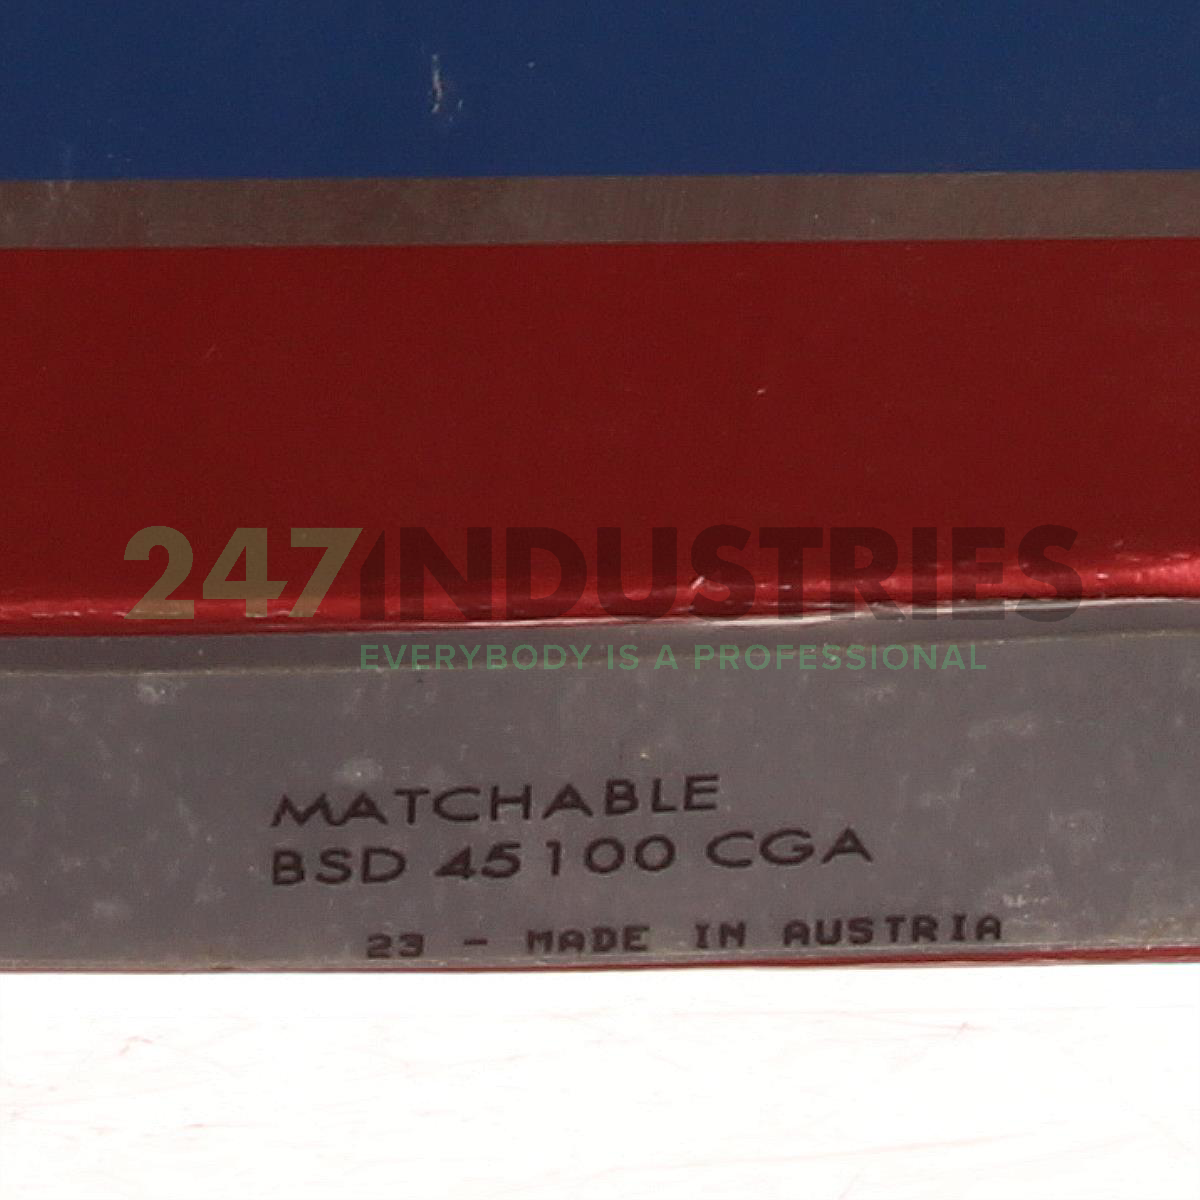 247INDUSTRIES
EVERYBODY IS A PROFESSIONAL
MATCHABLE
BSD 45100 CGA
23 - MADE IN AUSTRIA